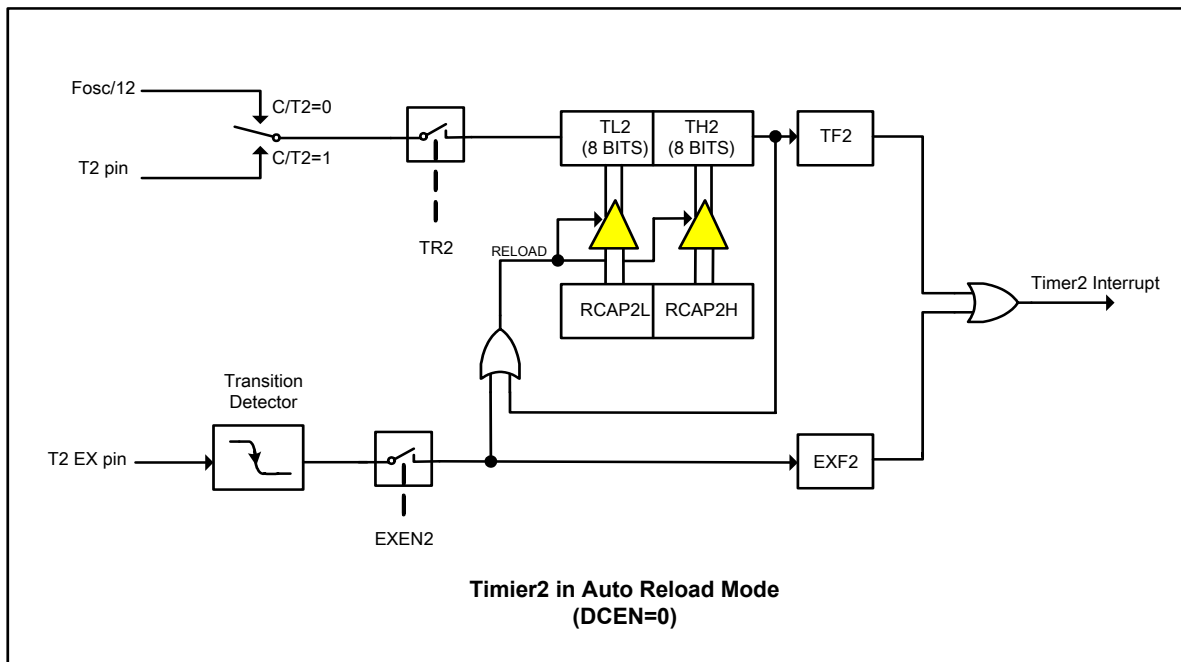 Fosc/12
C/T2=0
T2 pin
C/T2=1
TR2
TL2
(8 BITS)
TH2
(8 BITS)
TF2
RELOAD
RCAP2L
RCAP2H
Timer2 Interrupt
Transition
Detector
T2 EX pin
EXEN2
EXF2
Timier2 in Auto Reload Mode
(DCEN=0)